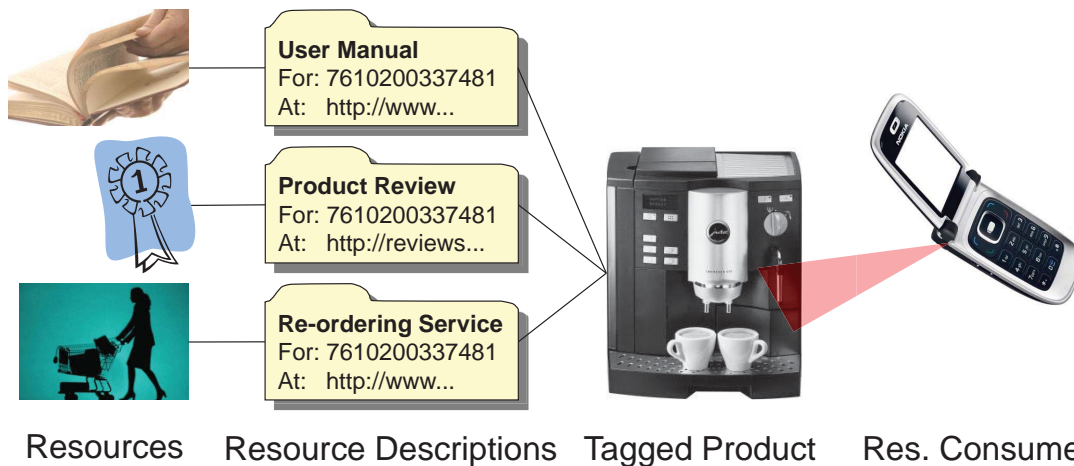 User Manual
For: 7610200337481
At: http://www...
1
Product Review
For: 7610200337481
At: http://reviews...
Re-ordering Service
For: 7610200337481
At: http://www...
NOKIA
Resources Resource Descriptions Tagged Product Res. Consume